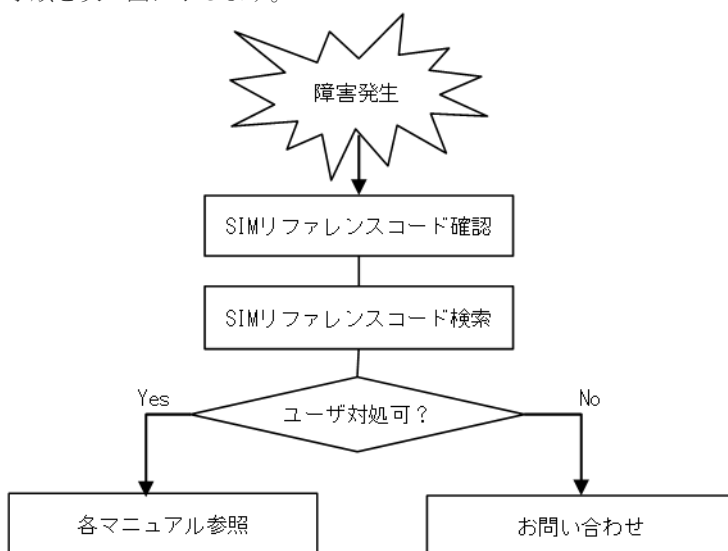 障害発生
SIMリファレンスコード確認
SIMリファレンスコード検索
Yes
No
ユーザ対処可？
各マニュアル参照
お問い合わせ